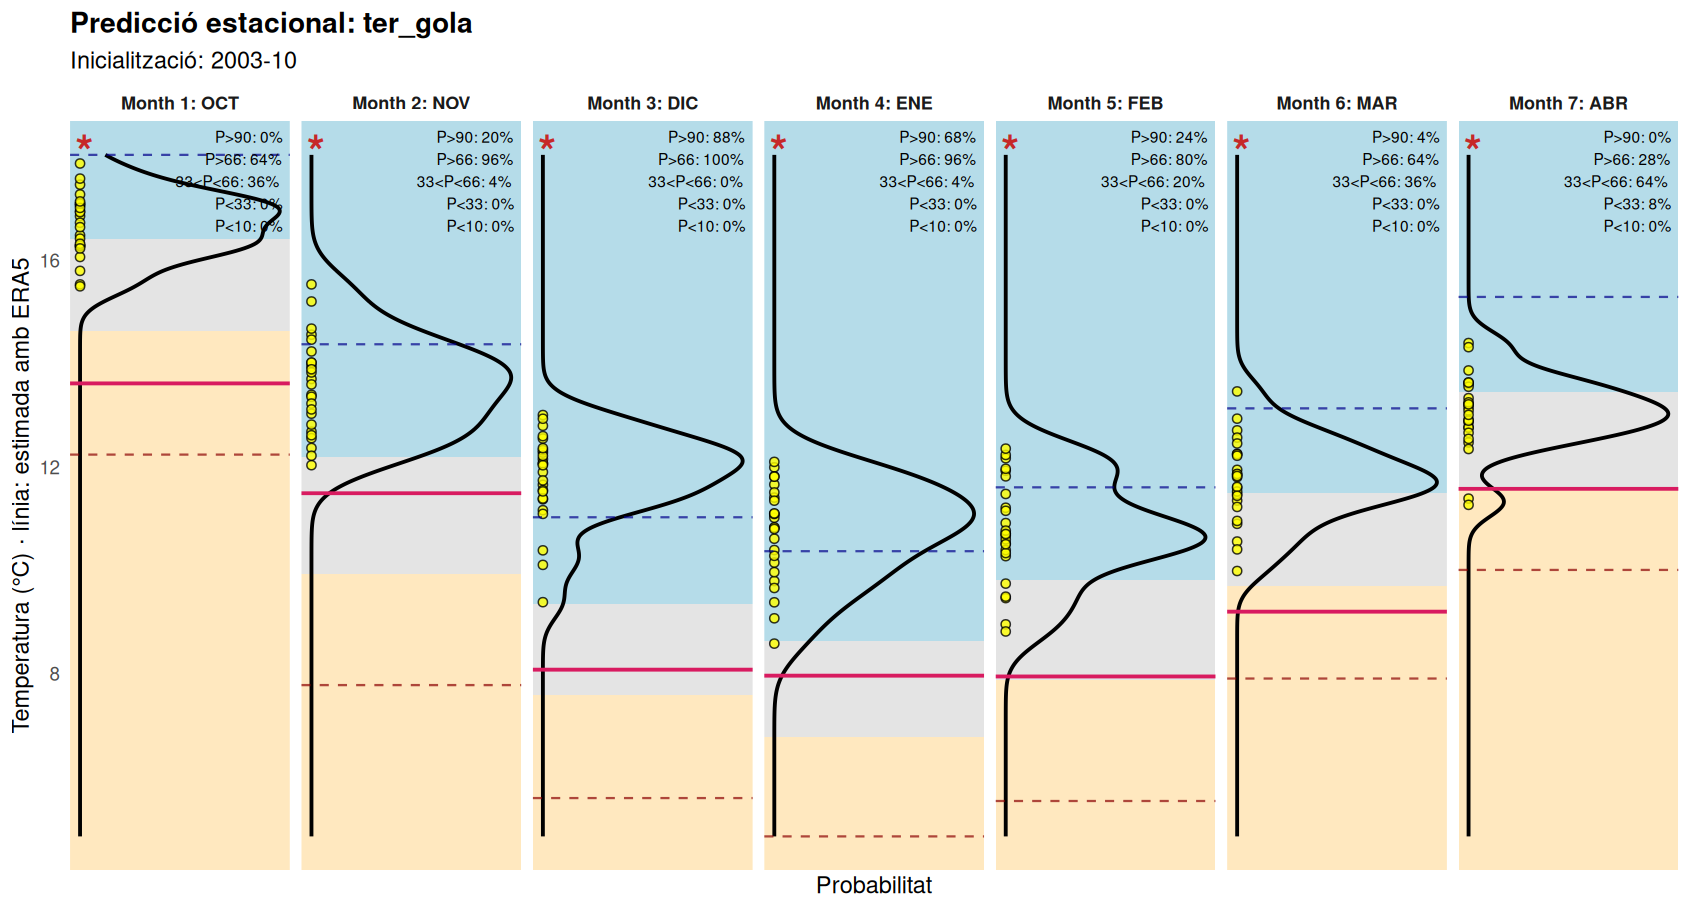 Predicció estacional: ter_gola
Inicialització: 2003-10
Month 1: OCT
Month 2: NOV
Month 3: DIC
Month 4: ENE
Month 5: FEB
Month 6: MAR
Month 7: ABR
*
P>90: 0%
P>66: 64%
33<P<66: 36%
P<33: 0%
P<10: 0%
*
P>90: 20%
P>66: 96%
33<P<66: 4%
P<33: 0%
P<10: 0%
*
P>90: 88%
P>66: 100%
33<P<66: 0%
P<33: 0%
P<10: 0%
*
P>90: 68%
P>66: 96%
33<P<66: 4%
P<33: 0%
P<10: 0%
*
P>90: 24%
P>66: 80%
33<P<66: 20%
P<33: 0%
P<10: 0%
*
P>90: 4%
P>66: 64%
33<P<66: 36%
P<33: 0%
P<10: 0%
*
P>90: 0%
P>66: 28%
33<P<66: 64%
P<33: 8%
P<10: 0%
16
12
8
Temperatura (°C) · línia: estimada amb ERA5
Probabilitat